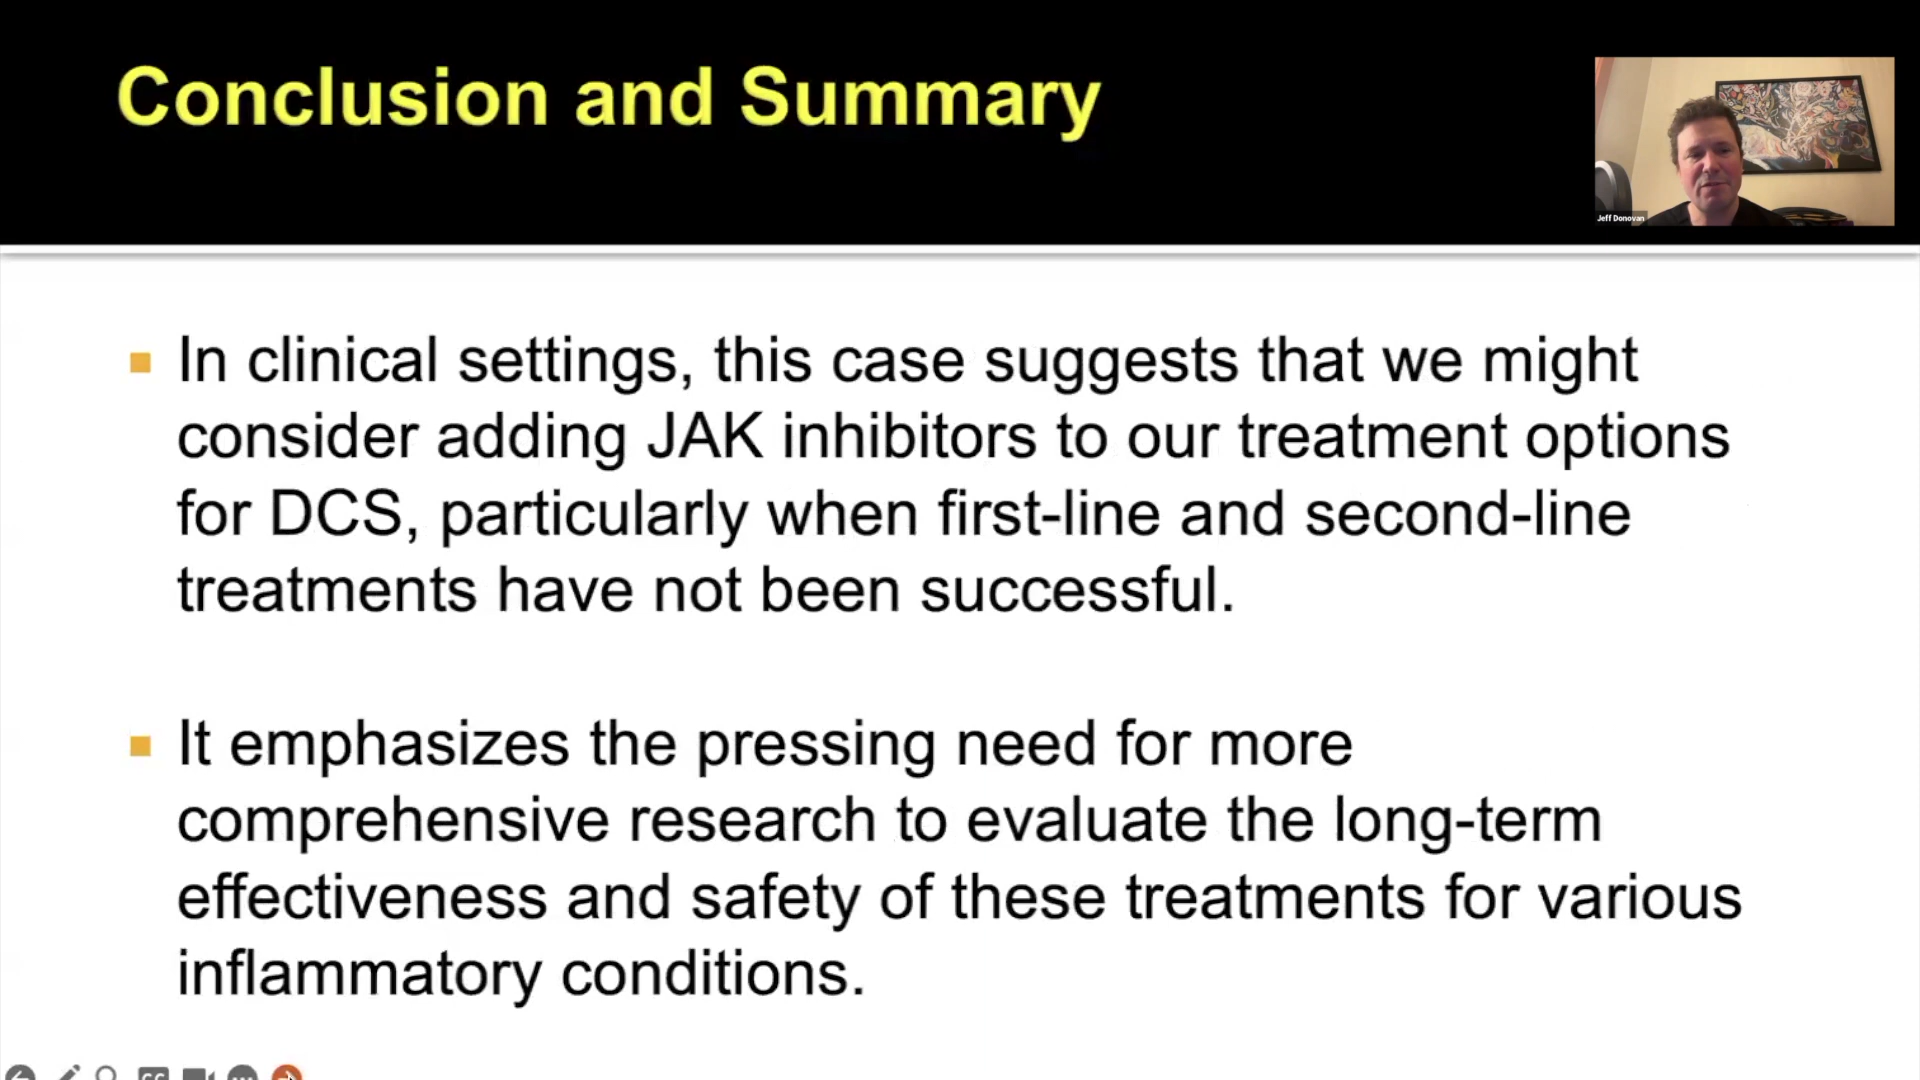 Conclusion and Summary
Jeff Donovan
In clinical settings, this case suggests that we might
consider adding JAK inhibitors to our treatment options
for DCS, particularly when first-line and second-line
treatments have not been successful.
It emphasizes the pressing need for more
comprehensive research to evaluate the long-term
effectiveness and safety of these treatments for various
inflammatory conditions.
CC